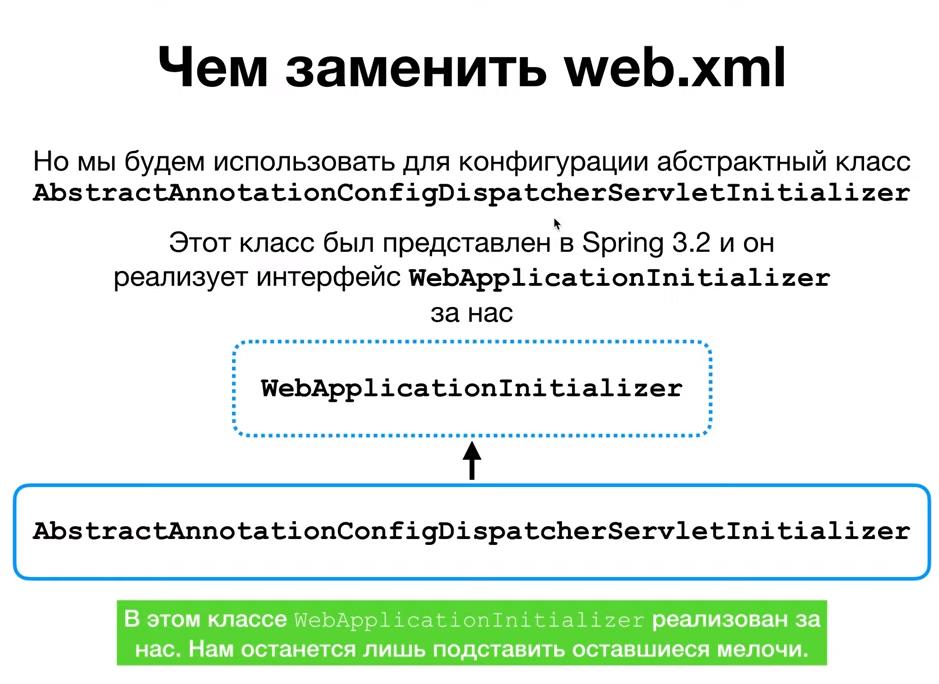 Чем заменить web.xml
Но мы будем использовать для конфигурации абстрактный класс
AbstractAnnotationConfigDispatcherServletInitializer
Этот класс был представлен в Spring 3.2 и он
реализует интерфейс WebApplicationInitializer
за нас
WebApplicationInitializer
AbstractAnnotationConfigDispatcherServletInitializer
В этом классе WebApplicationInitializer реализован за
нас. Нам останется лишь подставить оставшиеся мелочи.